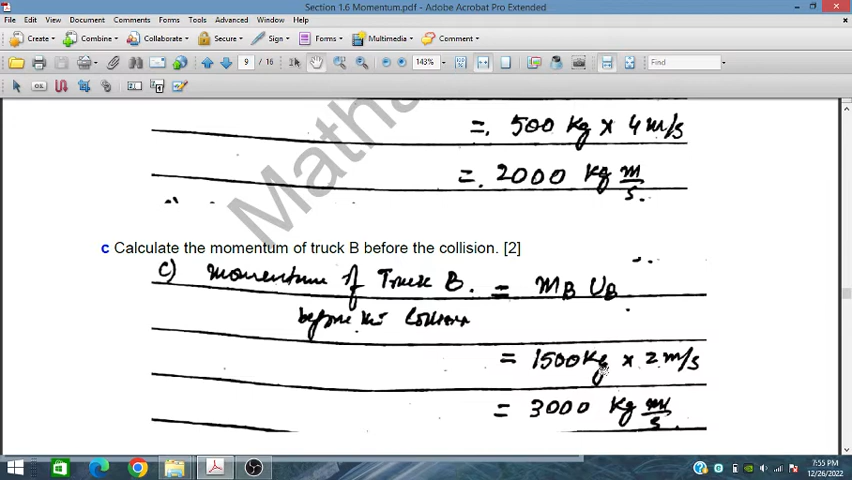 Section 1.6 Momentum.pdf - Adobe Acrobat Pro Extended
File Edit View Document Comments Forms Tools Advanced Window Help
Create Combine Collaborate Secure Sign Forms Multimedia Comment
9 / 16 143% Find
Matha
= 500 kg x 4 m/s
= 2000 kg m/s.
c Calculate the momentum of truck B before the collision. [2]
c) momentum of Truck B. = mB UB
before the collision
= 1500 kg x 2 m/s
= 3000 kg m/s.
7:55 PM
12/26/2022